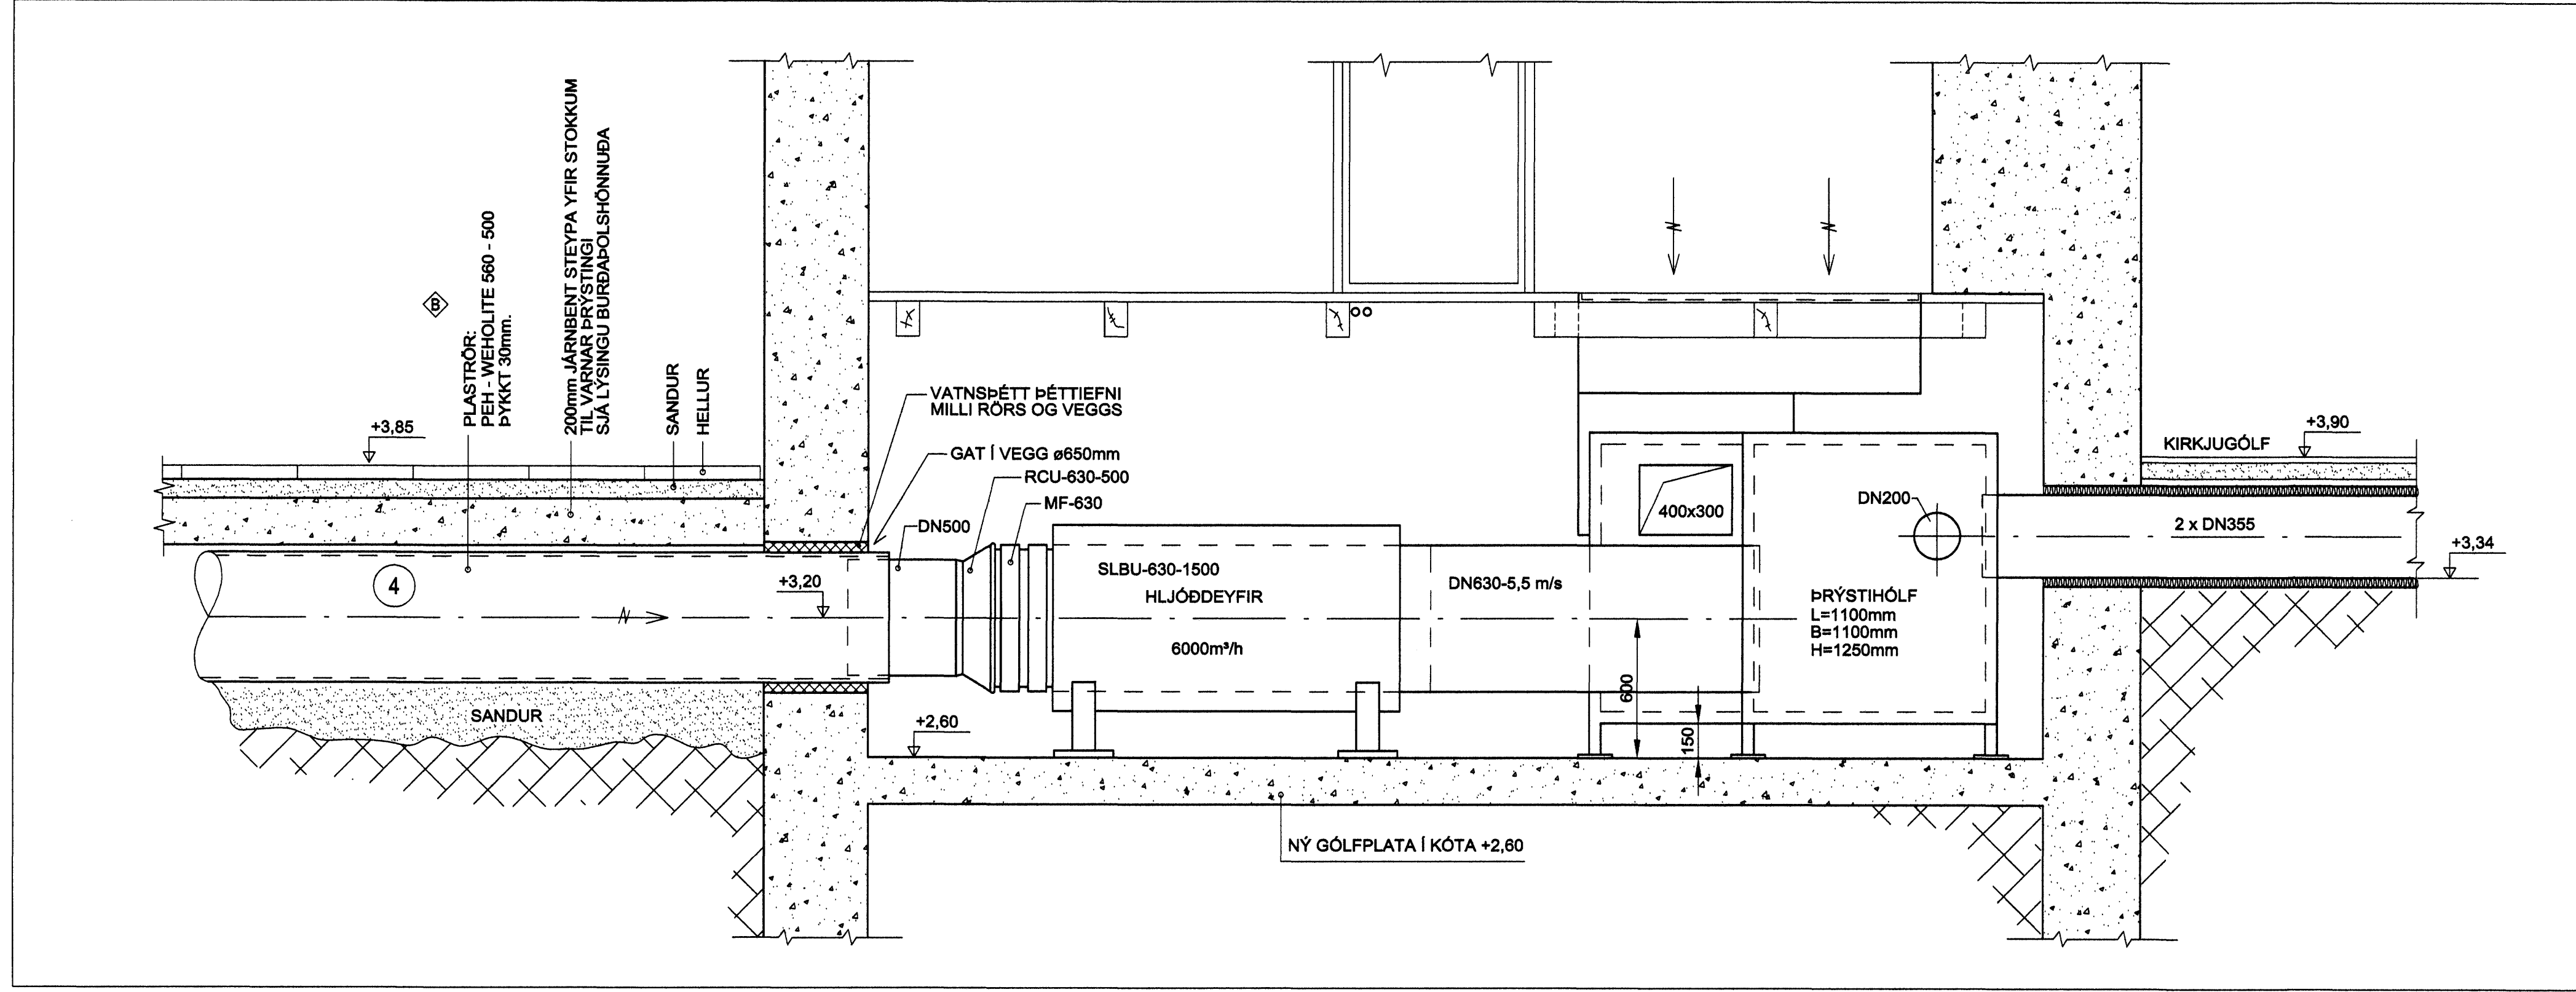 B
PLASTRÖR:
PEH - WEHOLITE 560 - 500
ÞYKKT 30mm.
200mm JÁRNBENT STEYPA YFIR STOKKUM
TIL VARNAR ÞRÝSTINGI
SJÁ LÝSINGU BURÐAÞOLSHÖNNUÐA
SANDUR
HELLUR
+3,85
VATNSÞÉTT ÞÉTTIEFNI
MILLI RÖRS OG VEGGS
GAT Í VEGG ø650mm
RCU-630-500
MF-630
DN500
4
+3,20
SLBU-630-1500
HLJÓÐDEYFIR
6000m³/h
DN630-5,5 m/s
400x300
DN200
ÞRÝSTIHÓLF
L=1100mm
B=1100mm
H=1250mm
KIRKJUGÓLF
+3,90
2 x DN355
+3,34
SANDUR
+2,60
600
150
NÝ GÓLFPLATA Í KÓTA +2,60